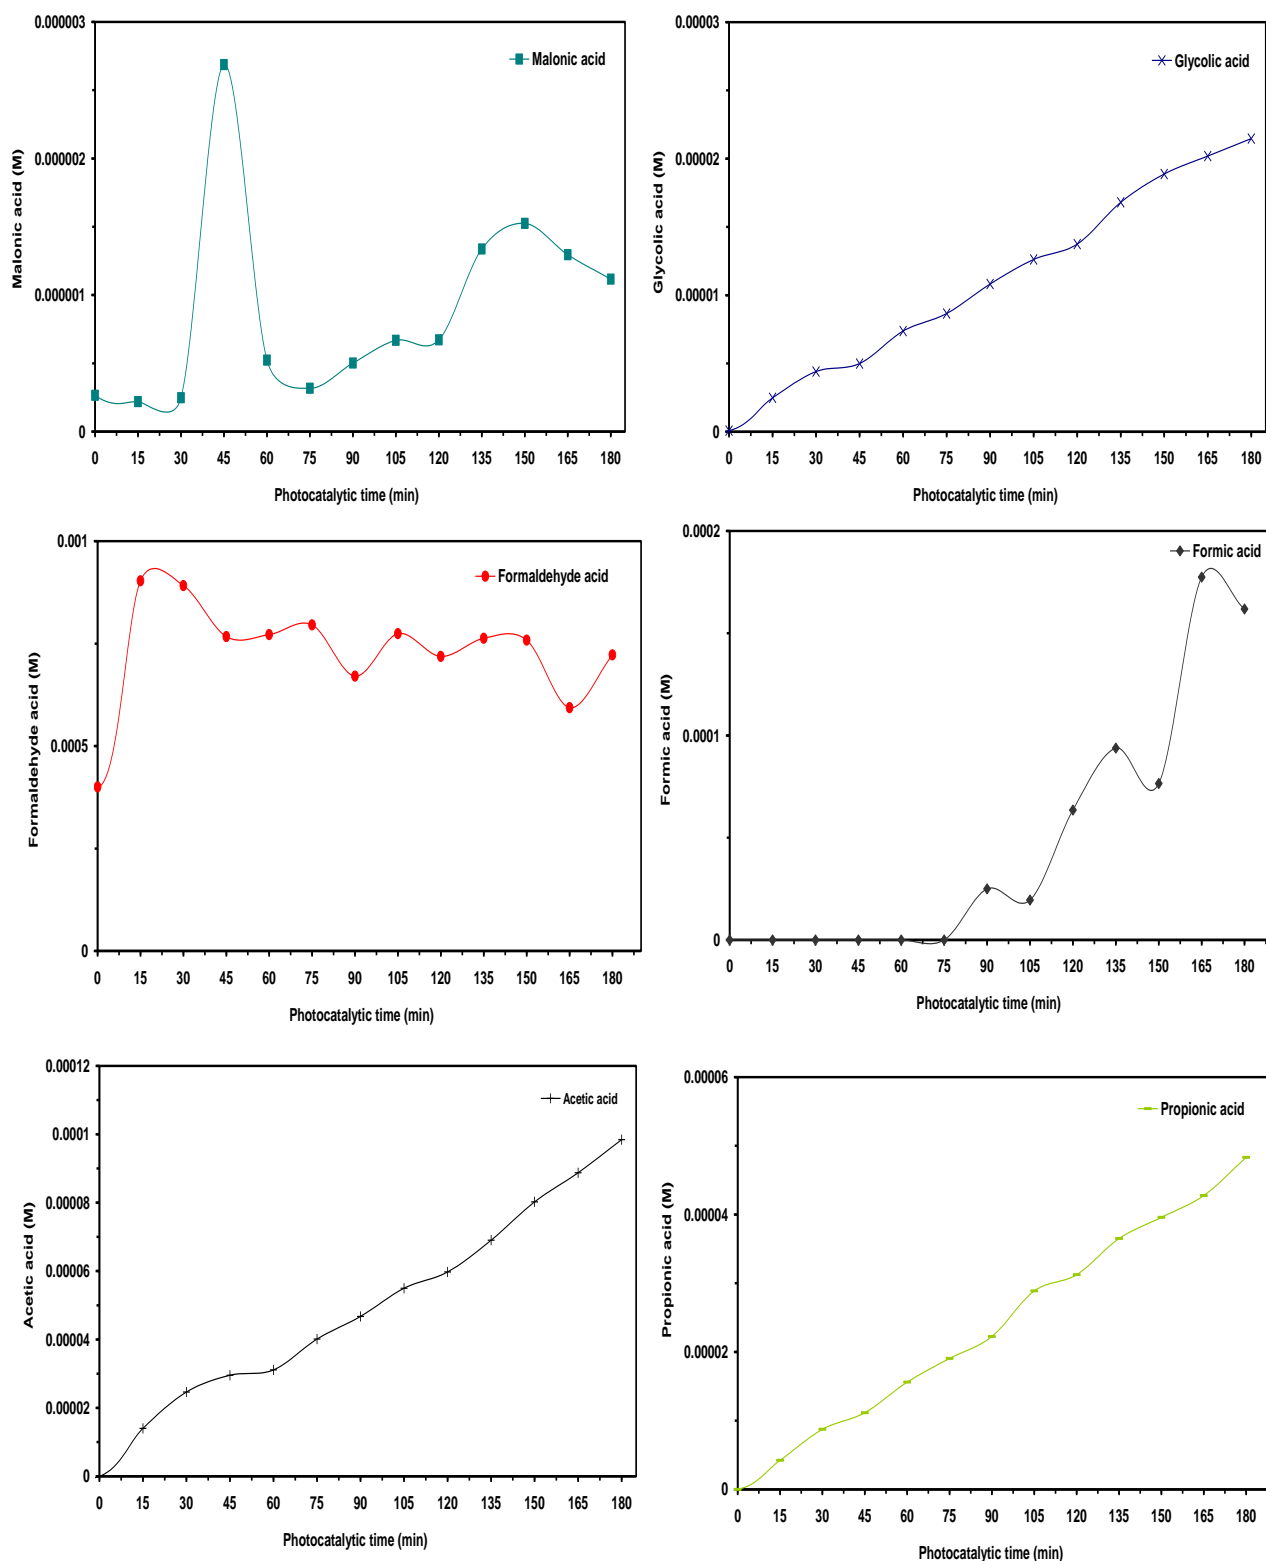 0.000003
Malonic acid
0.000002
0.000001
0
Malonic acid (M)
0 15 30 45 60 75 90 105 120 135 150 165 180
Photocatalytic time (min)
0.00003
Glycolic acid
0.00002
0.00001
0
Glycolic acid (M)
0 15 30 45 60 75 90 105 120 135 150 165 180
Photocatalytic time (min)
0.001
Formaldehyde acid
0.0005
0
Formaldehyde acid (M)
0 15 30 45 60 75 90 105 120 135 150 165 180
Photocatalytic time (min)
0.0002
Formic acid
0.0001
0
Formic acid (M)
0 15 30 45 60 75 90 105 120 135 150 165 180
Photocatalytic time (min)
0.00012
Acetic acid
0.0001
0.00008
0.00006
0.00004
0.00002
0
Acetic acid (M)
0 15 30 45 60 75 90 105 120 135 150 165 180
Photocatalytic time (min)
0.00006
Propionic acid
0.00004
0.00002
0
Propionic acid (M)
0 15 30 45 60 75 90 105 120 135 150 165 180
Photocatalytic time (min)